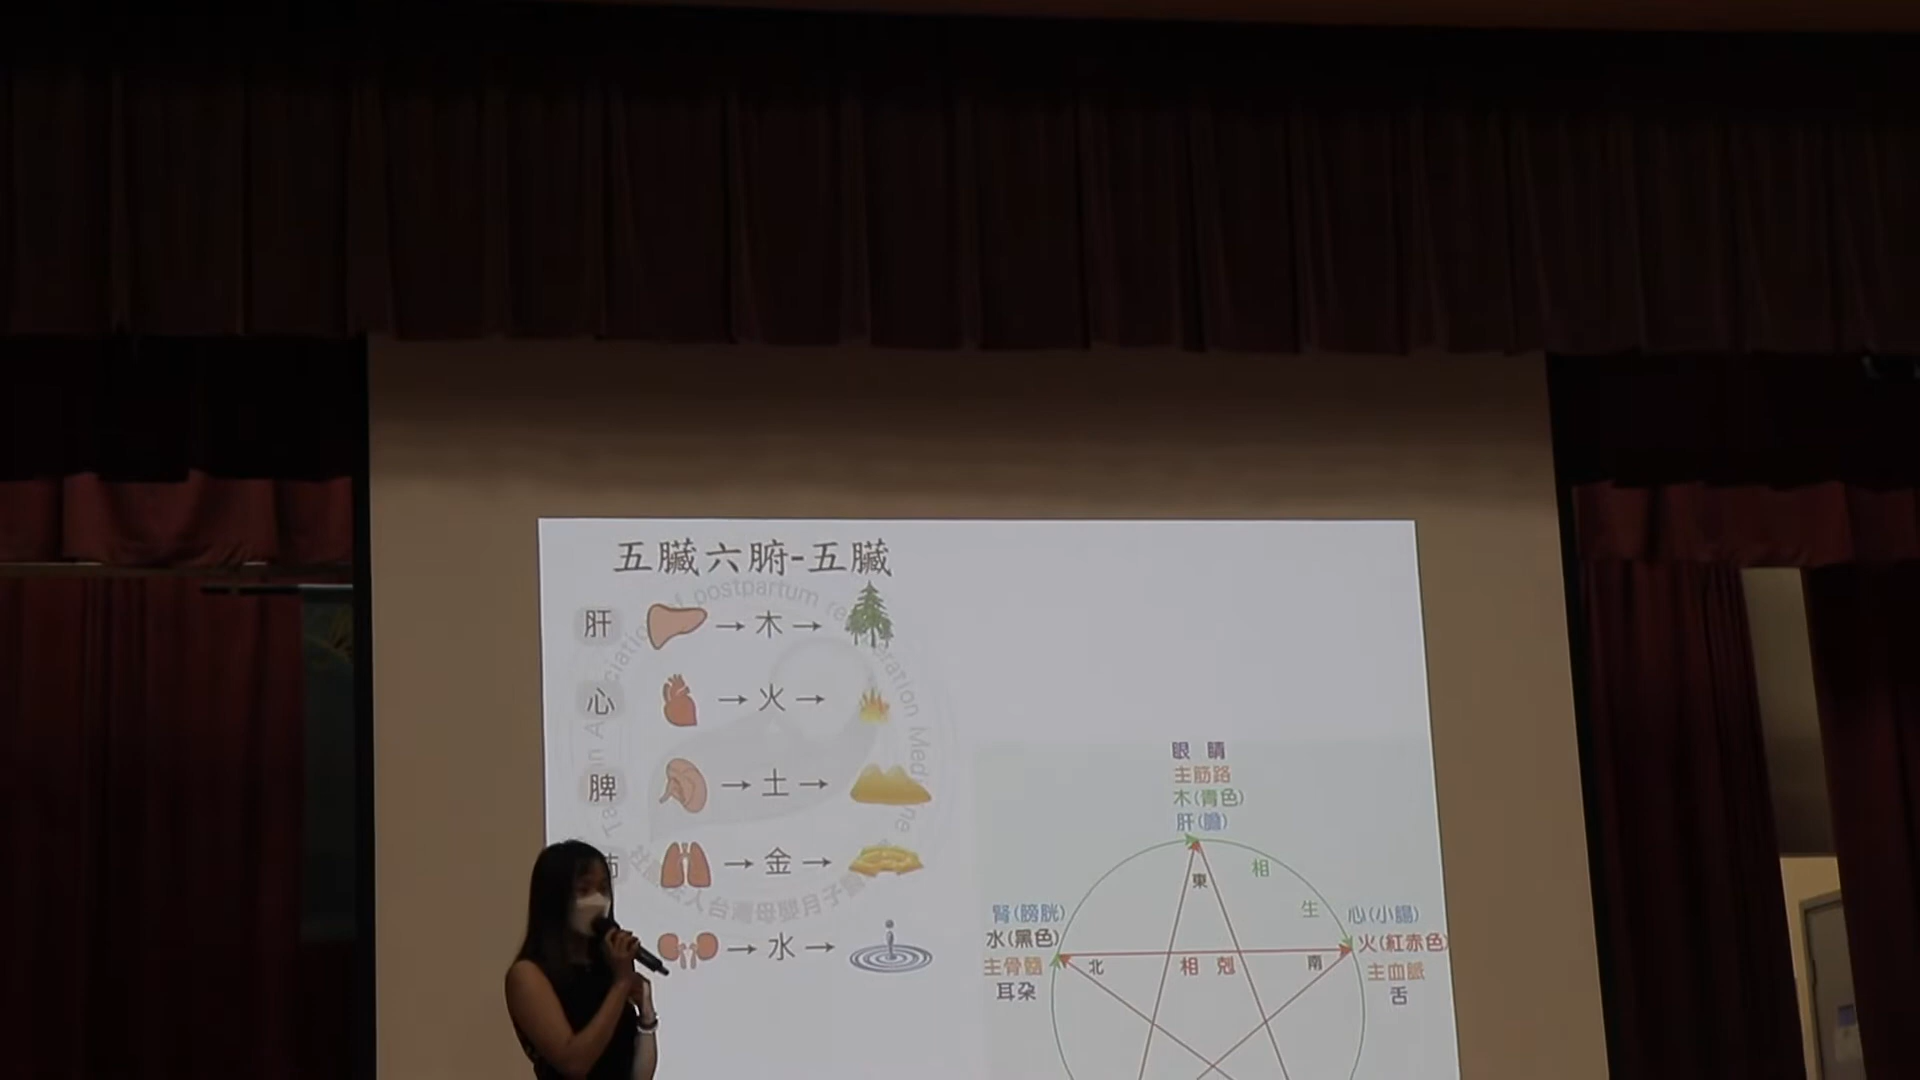 五臟六腑-五臟
肝 → 木 →
心 → 火 →
脾 → 土 →
→ 金 →
→ 水 →
postpartum
Medi
人台灣母嬰月子
眼 睛
主筋路
木(青色)
肝(膽)
東
相
生
腎(膀胱)
水(黑色)
主骨髓
耳朵
北
相 剋
南
心(小腸)
火(紅赤色)
主血脈
舌